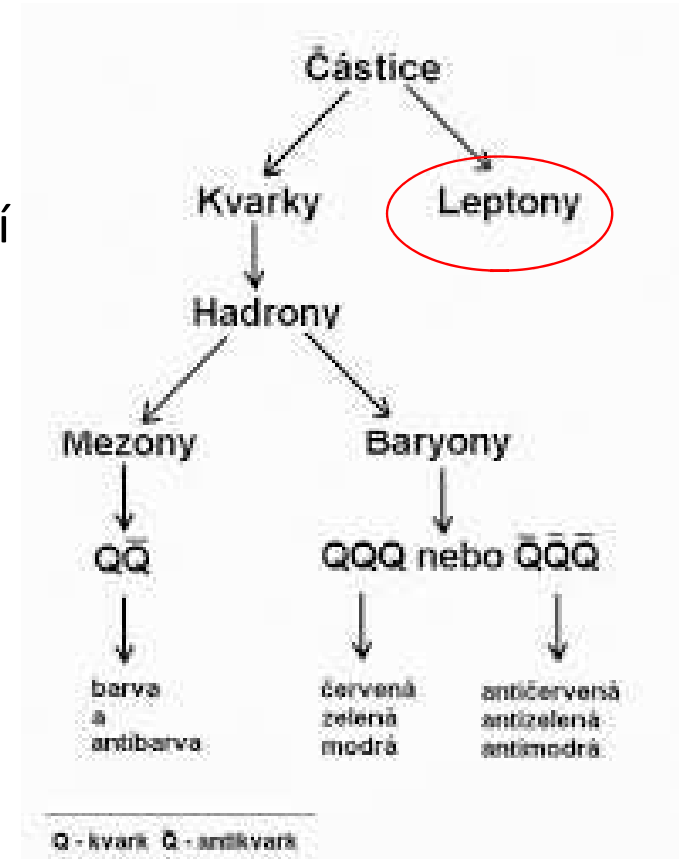 Částice
í
Kvarky Leptony
Hadrony
Mezony Baryony
QQ̅ QQQ nebo Q̅Q̅Q̅
barva červená antičervená
a zelená antizelená
antibarva modrá antimodrá
Q - kvark Q̅ - antikvark